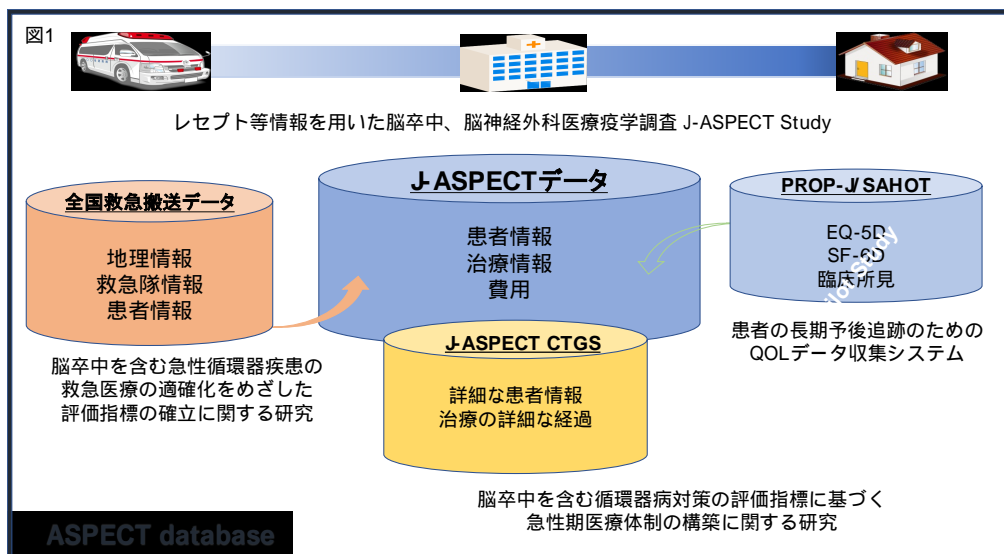 図1
レセプト等情報を用いた脳卒中、脳神経外科医療疫学調査 J-ASPECT Study
J-ASPECTデータ
患者情報
治療情報
費用
全国救急搬送データ
地理情報
救急隊情報
患者情報
脳卒中を含む急性循環器疾患の
救急医療の適確化をめざした
評価指標の確立に関する研究
PROP-J/SAHOT
EQ-5D
SF-6D
臨床所見
Study
患者の長期予後追跡のための
QOLデータ収集システム
J-ASPECT CTGS
詳細な患者情報
治療の詳細な経過
脳卒中を含む循環器病対策の評価指標に基づく
急性期医療体制の構築に関する研究
ASPECT database